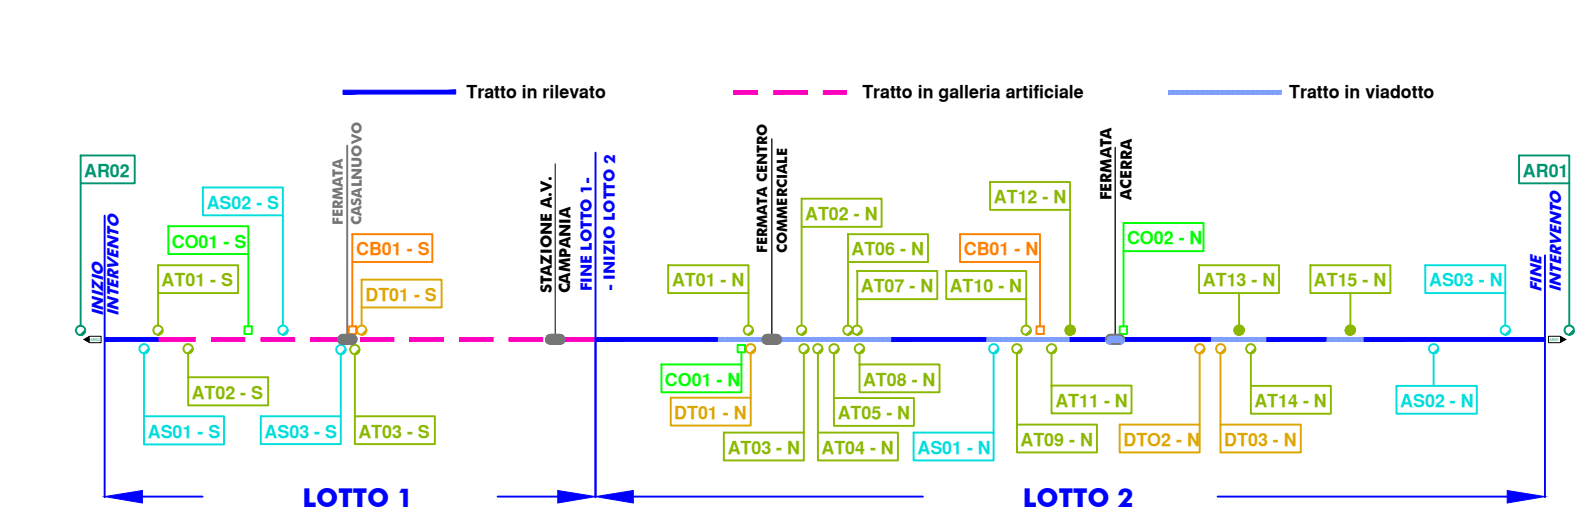 Tratto in rilevato
Tratto in galleria artificiale
Tratto in viadotto
AR02
INIZIO
INTERVENTO
AS02 - S
CO01 - S
AT01 - S
FERMATA
CASALNUOVO
CB01 - S
DT01 - S
STAZIONE A.V.
CAMPANIA
FINE LOTTO 1-
- INIZIO LOTTO 2
AT01 - N
FERMATA CENTRO
COMMERCIALE
AT02 - N
AT06 - N
AT07 - N
AT12 - N
CB01 - N
AT10 - N
FERMATA
ACERRA
CO02 - N
AT13 - N
AT15 - N
AS03 - N
AR01
FINE
INTERVENTO
AT02 - S
AS01 - S
AS03 - S
AT03 - S
CO01 - N
DT01 - N
AT03 - N
AT08 - N
AT05 - N
AT04 - N
AS01 - N
AT11 - N
AT09 - N
DTO2 - N
DT03 - N
AT14 - N
AS02 - N
LOTTO 1
LOTTO 2